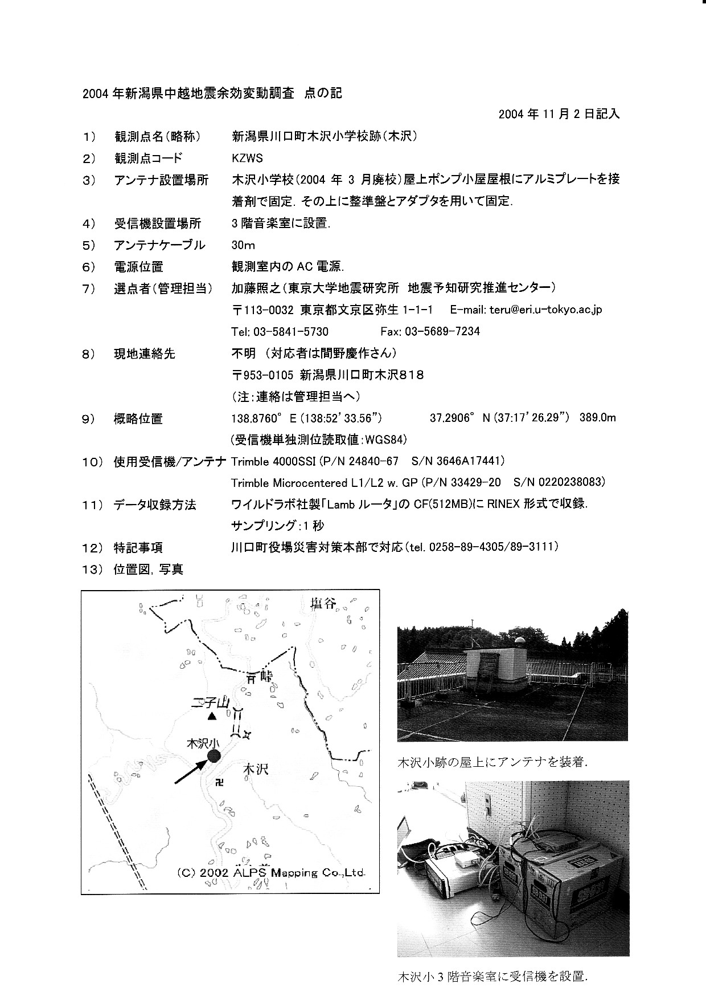 2004 年新潟県中越地震余効変動調査 点の記
2004 年 11 月 2 日記入
1) 観測点名(略称) 新潟県川口町木沢小学校跡(木沢)
2) 観測点コード KZWS
3) アンテナ設置場所 木沢小学校(2004 年 3 月廃校)屋上ポンプ小屋屋根にアルミプレートを接
着剤で固定. その上に整準盤とアダプタを用いて固定.
4) 受信機設置場所 3 階音楽室に設置.
5) アンテナケーブル 30m
6) 電源位置 観測室内の AC 電源.
7) 選点者(管理担当) 加藤照之(東京大学地震研究所 地震予知研究推進センター)
〒113-0032 東京都文京区弥生 1-1-1 E-mail: teru@eri.u-tokyo.ac.jp
Tel: 03-5841-5730 Fax: 03-5689-7234
8) 現地連絡先 不明 (対応者は間野慶作さん)
〒953-0105 新潟県川口町木沢818
(注:連絡は管理担当へ)
9) 概略位置 138.8760° E (138:52’ 33.56”) 37.2906° N (37:17’ 26.29”) 389.0m
(受信機単独測位読取値:WGS84)
10) 使用受信機/アンテナ Trimble 4000SSI (P/N 24840-67 S/N 3646A17441)
Trimble Microcentered L1/L2 w. GP (P/N 33429-20 S/N 0220238083)
11) データ収録方法 ワイルドラボ社製「Lamb ルータ」の CF(512MB)に RINEX 形式で収録.
サンプリング:1 秒
12) 特記事項 川口町役場災害対策本部で対応(tel. 0258-89-4305/89-3111)
13) 位置図, 写真
塩谷
峠
二子山
木沢小
木沢
(C) 2002 ALPS Mapping Co.,Ltd.
木沢小跡の屋上にアンテナを装着.
木沢小 3 階音楽室に受信機を設置.